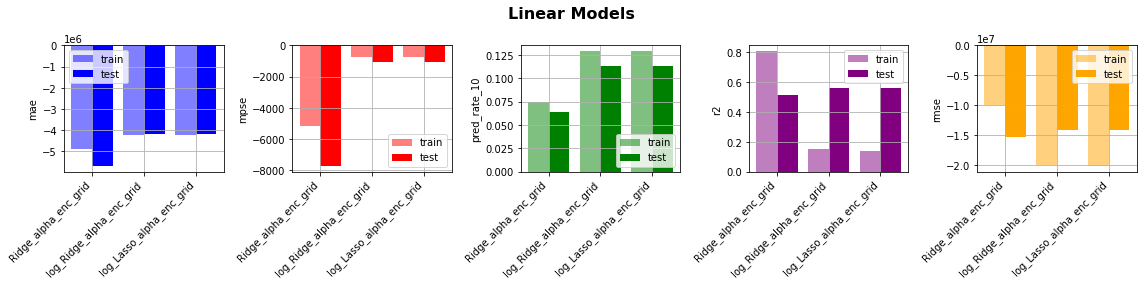 Linear Models
1e6
0
−1
−2
−3
−4
−5
mae
train
test
Ridge_alpha_enc_grid
log_Ridge_alpha_enc_grid
log_Lasso_alpha_enc_grid
0
−2000
−4000
−6000
−8000
mpse
train
test
Ridge_alpha_enc_grid
log_Ridge_alpha_enc_grid
log_Lasso_alpha_enc_grid
0.125
0.100
0.075
0.050
0.025
0.000
pred_rate_10
train
test
Ridge_alpha_enc_grid
log_Ridge_alpha_enc_grid
log_Lasso_alpha_enc_grid
0.8
0.6
0.4
0.2
0.0
r2
train
test
Ridge_alpha_enc_grid
log_Ridge_alpha_enc_grid
log_Lasso_alpha_enc_grid
1e7
0.0
−0.5
−1.0
−1.5
−2.0
rmse
train
test
Ridge_alpha_enc_grid
log_Ridge_alpha_enc_grid
log_Lasso_alpha_enc_grid